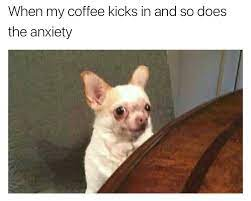 When my coffee kicks in and so does
the anxiety